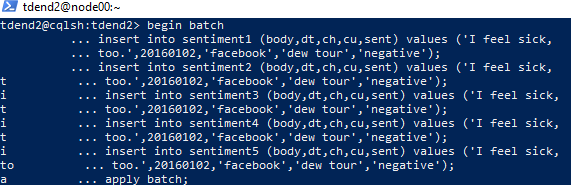 tdend2@node00:~
tdend2@cqlsh:tdend2> begin batch
... insert into sentiment1 (body,dt,ch,cu,sent) values ('I feel sick,
... too.',20160102,'facebook','dew tour','negative');
... insert into sentiment2 (body,dt,ch,cu,sent) values ('I feel sick,
t ... too.',20160102,'facebook','dew tour','negative');
i ... insert into sentiment3 (body,dt,ch,cu,sent) values ('I feel sick,
t ... too.',20160102,'facebook','dew tour','negative');
i ... insert into sentiment4 (body,dt,ch,cu,sent) values ('I feel sick,
t ... too.',20160102,'facebook','dew tour','negative');
i ... insert into sentiment5 (body,dt,ch,cu,sent) values ('I feel sick,
to ... too.',20160102,'facebook','dew tour','negative');
a ... apply batch;